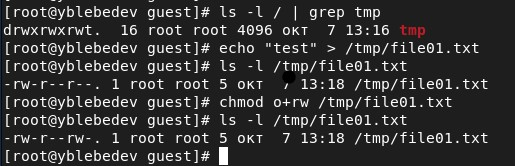 [root@yblebedev guest]# ls -l / | grep tmp
drwxrwxrwt.  16 root root 4096 окт  7 13:16 tmp
[root@yblebedev guest]# echo "test" > /tmp/file01.txt
[root@yblebedev guest]# ls -l /tmp/file01.txt
-rw-r--r--. 1 root root 5 окт  7 13:18 /tmp/file01.txt
[root@yblebedev guest]# chmod o+rw /tmp/file01.txt
[root@yblebedev guest]# ls -l /tmp/file01.txt
-rw-r--rw-. 1 root root 5 окт  7 13:18 /tmp/file01.txt
[root@yblebedev guest]#